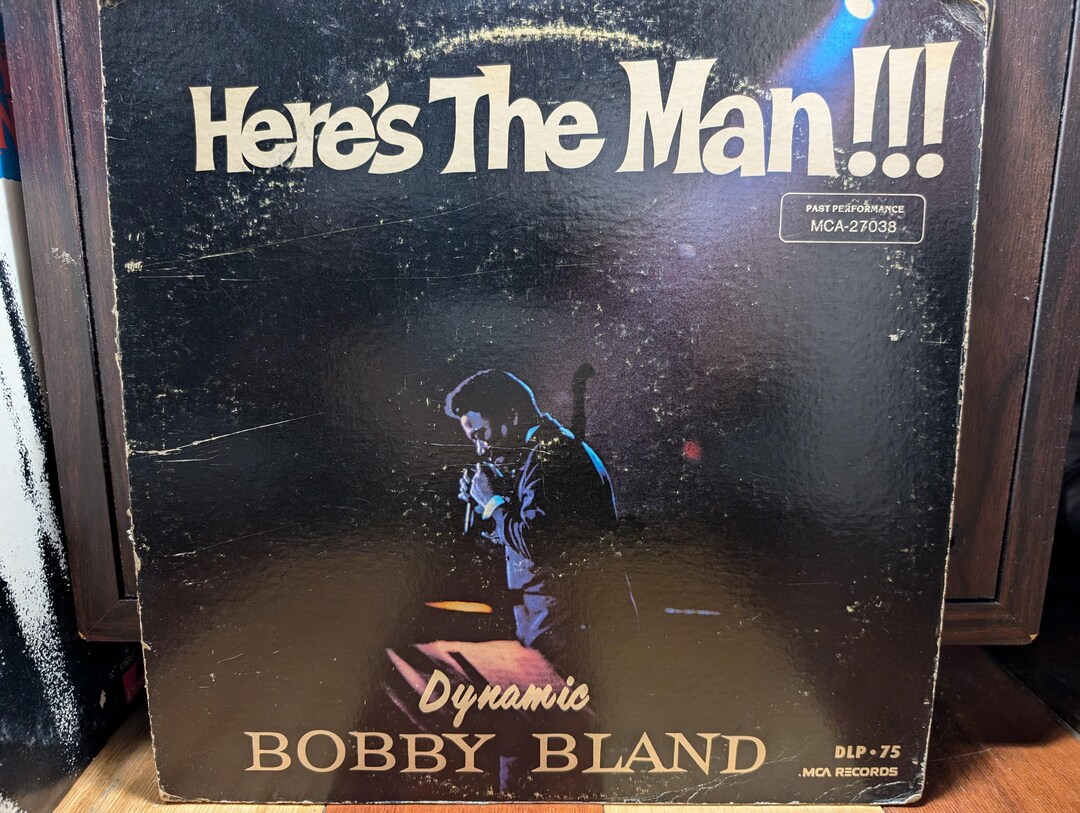 Here's The Man!!!
PAST PERFORMANCE
MCA-27038
Dynamic
BOBBY BLAND
DLP•75
MCA RECORDS